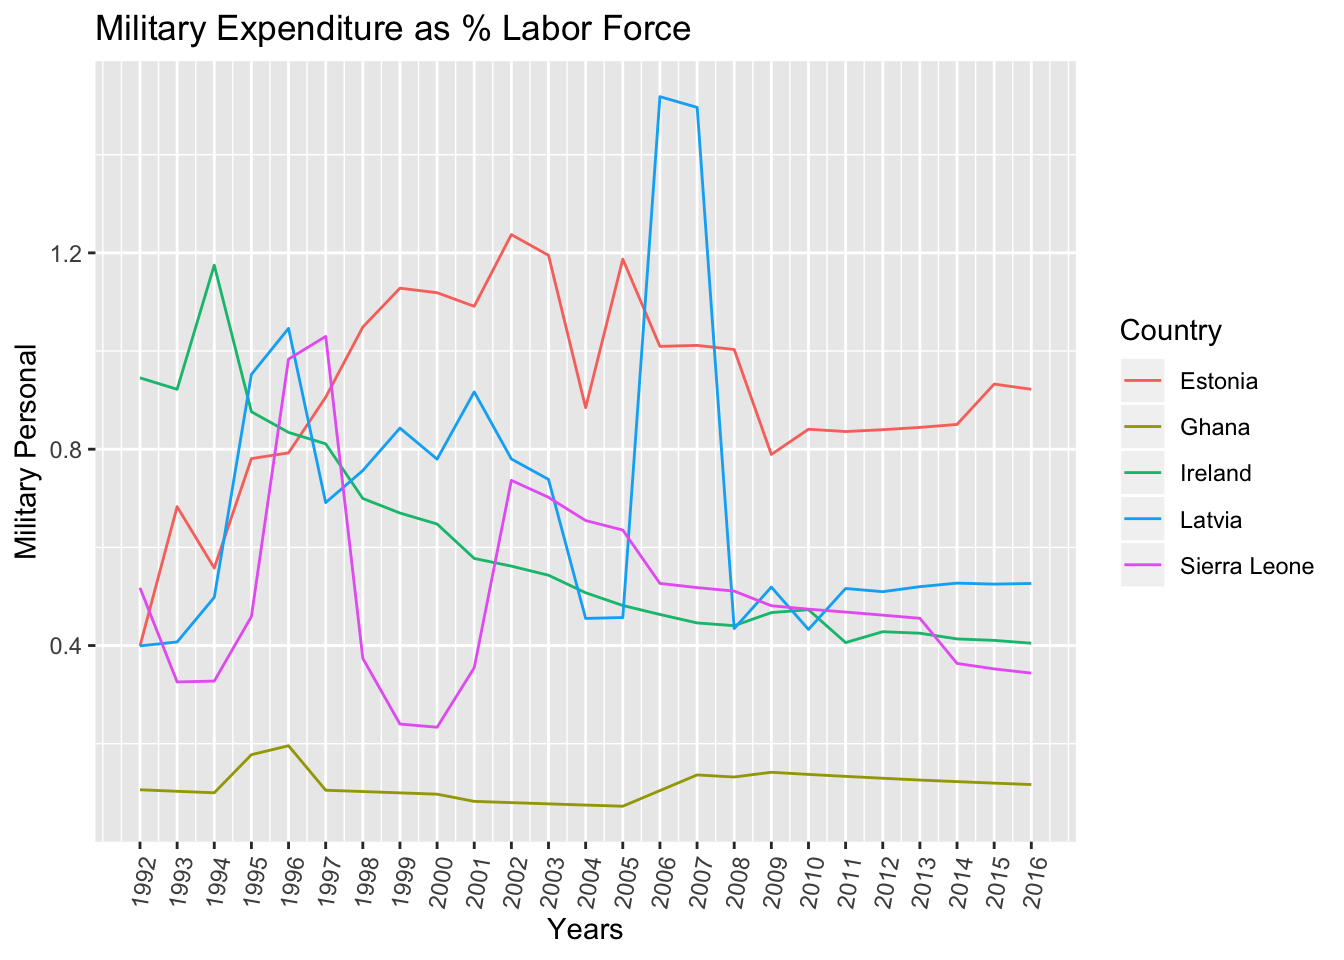 Military Expenditure as % Labor Force
Military Personal
1.2
0.8
0.4
1992 1993 1994 1995 1996 1997 1998 1999 2000 2001 2002 2003 2004 2005 2006 2007 2008 2009 2010 2011 2012 2013 2014 2015 2016
Years
Country
Estonia
Ghana
Ireland
Latvia
Sierra Leone